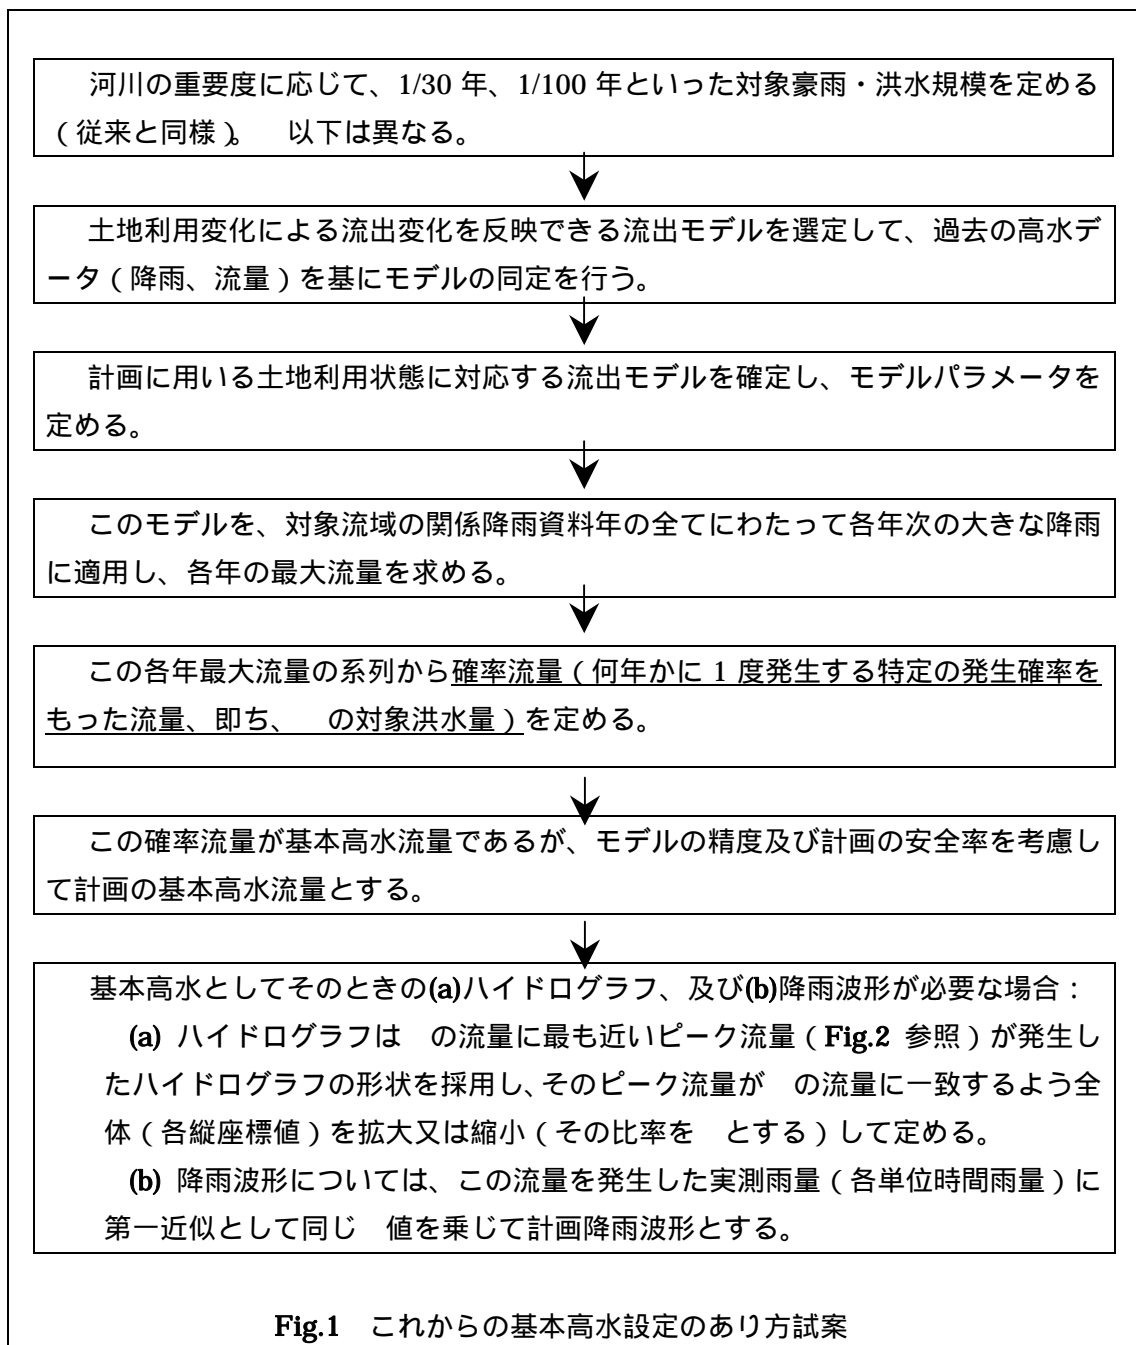 河川の重要度に応じて、1/30 年、1/100 年といった対象豪雨・洪水規模を定める
(従来と同様)。 以下は異なる。
土地利用変化による流出変化を反映できる流出モデルを選定して、過去の高水デ
ータ(降雨、流量)を基にモデルの同定を行う。
計画に用いる土地利用状態に対応する流出モデルを確定し、モデルパラメータを
定める。
このモデルを、対象流域の関係降雨資料年の全てにわたって各年次の大きな降雨
に適用し、各年の最大流量を求める。
この各年最大流量の系列から確率流量(何年かに 1 度発生する特定の発生確率を
もった流量、即ち、 の対象洪水量)を定める。
この確率流量が基本高水流量であるが、モデルの精度及び計画の安全率を考慮し
て計画の基本高水流量とする。
基本高水としてそのときの(a)ハイドログラフ、及び(b)降雨波形が必要な場合:
(a) ハイドログラフは の流量に最も近いピーク流量(Fig.2 参照)が発生し
たハイドログラフの形状を採用し、そのピーク流量が の流量に一致するよう全
体(各縦座標値)を拡大又は縮小(その比率を とする)して定める。
(b) 降雨波形については、この流量を発生した実測雨量(各単位時間雨量)に
第一近似として同じ 値を乗じて計画降雨波形とする。
Fig.1 これからの基本高水設定のあり方試案